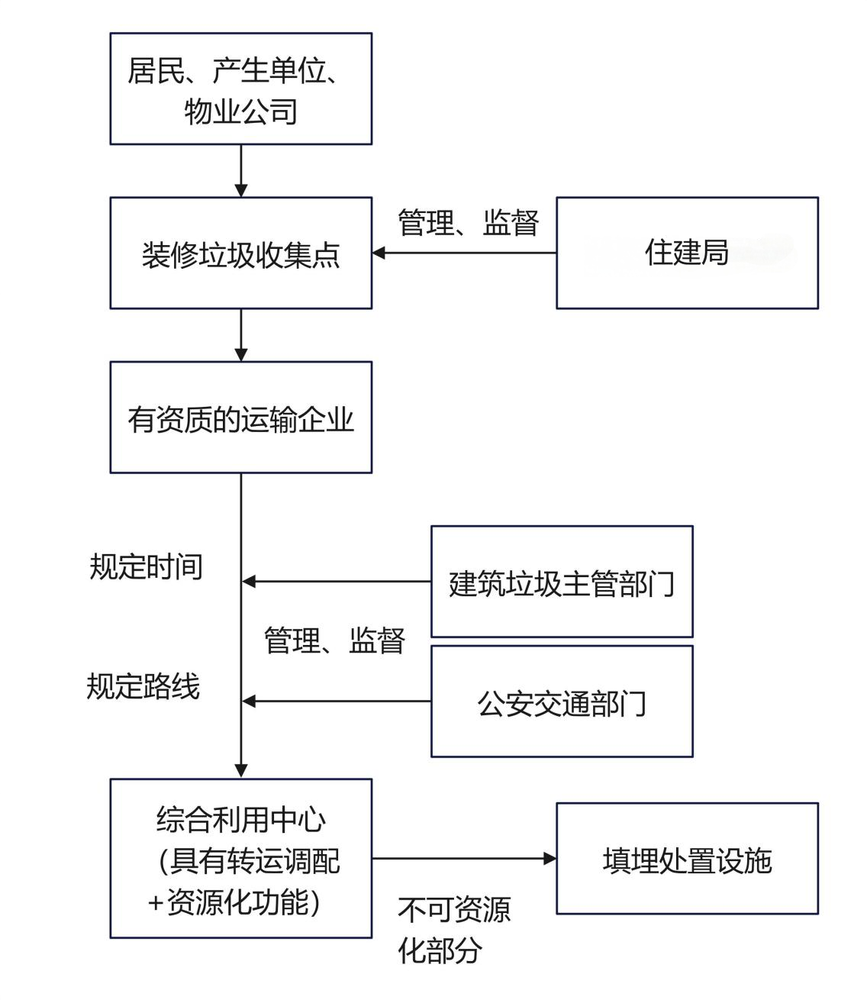 居民、产生单位、
物业公司
管理、监督
装修垃圾收集点
住建局
有资质的运输企业
规定时间
建筑垃圾主管部门
管理、监督
规定路线
公安交通部门
综合利用中心
（具有转运调配
+资源化功能）
填埋处置设施
不可资源
化部分